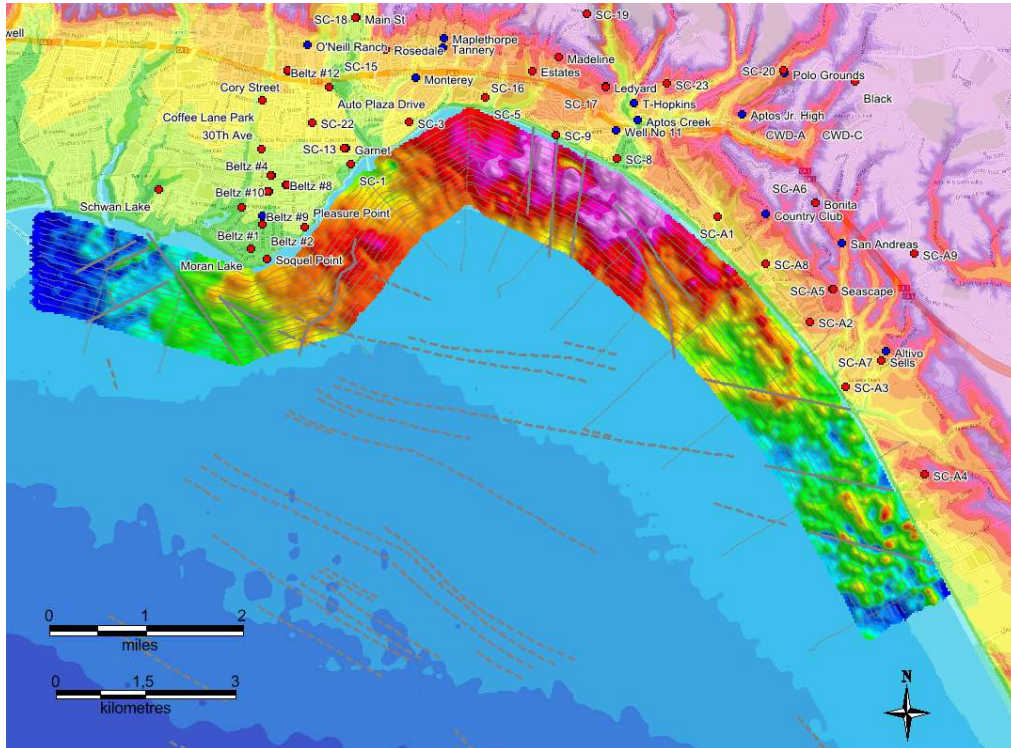 SC-18
Main St
SC-19
well
O'Neill Ranch
Rosedale
Maplethorpe
Tannery
Madeline
Beltz #12
SC-15
Monterey
Estates
Ledyard
SC-23
SC-20
Polo Grounds
Black
Cory Street
Auto Plaza Drive
SC-16
SC-17
T-Hopkins
Coffee Lane Park
SC-22
SC-3
SC-5
Aptos Creek
Aptos Jr. High
30Th Ave
SC-9
Well No 11
CWD-A
CWD-C
SC-13
Garnet
SC-8
Beltz #4
SC-1
Beltz #10
Beltz #8
SC-A6
Schwan Lake
Bonita
Beltz #9
Pleasure Point
SC-A1
Country Club
Beltz #1
Beltz #2
San Andreas
Moran Lake
Soquel Point
SC-A8
SC-A9
SC-A5
Seascape
SC-A2
Altivo
SC-A7
Sells
SC-A3
SC-A4
0 1 2
miles
0 1,5 3
kilometres
N